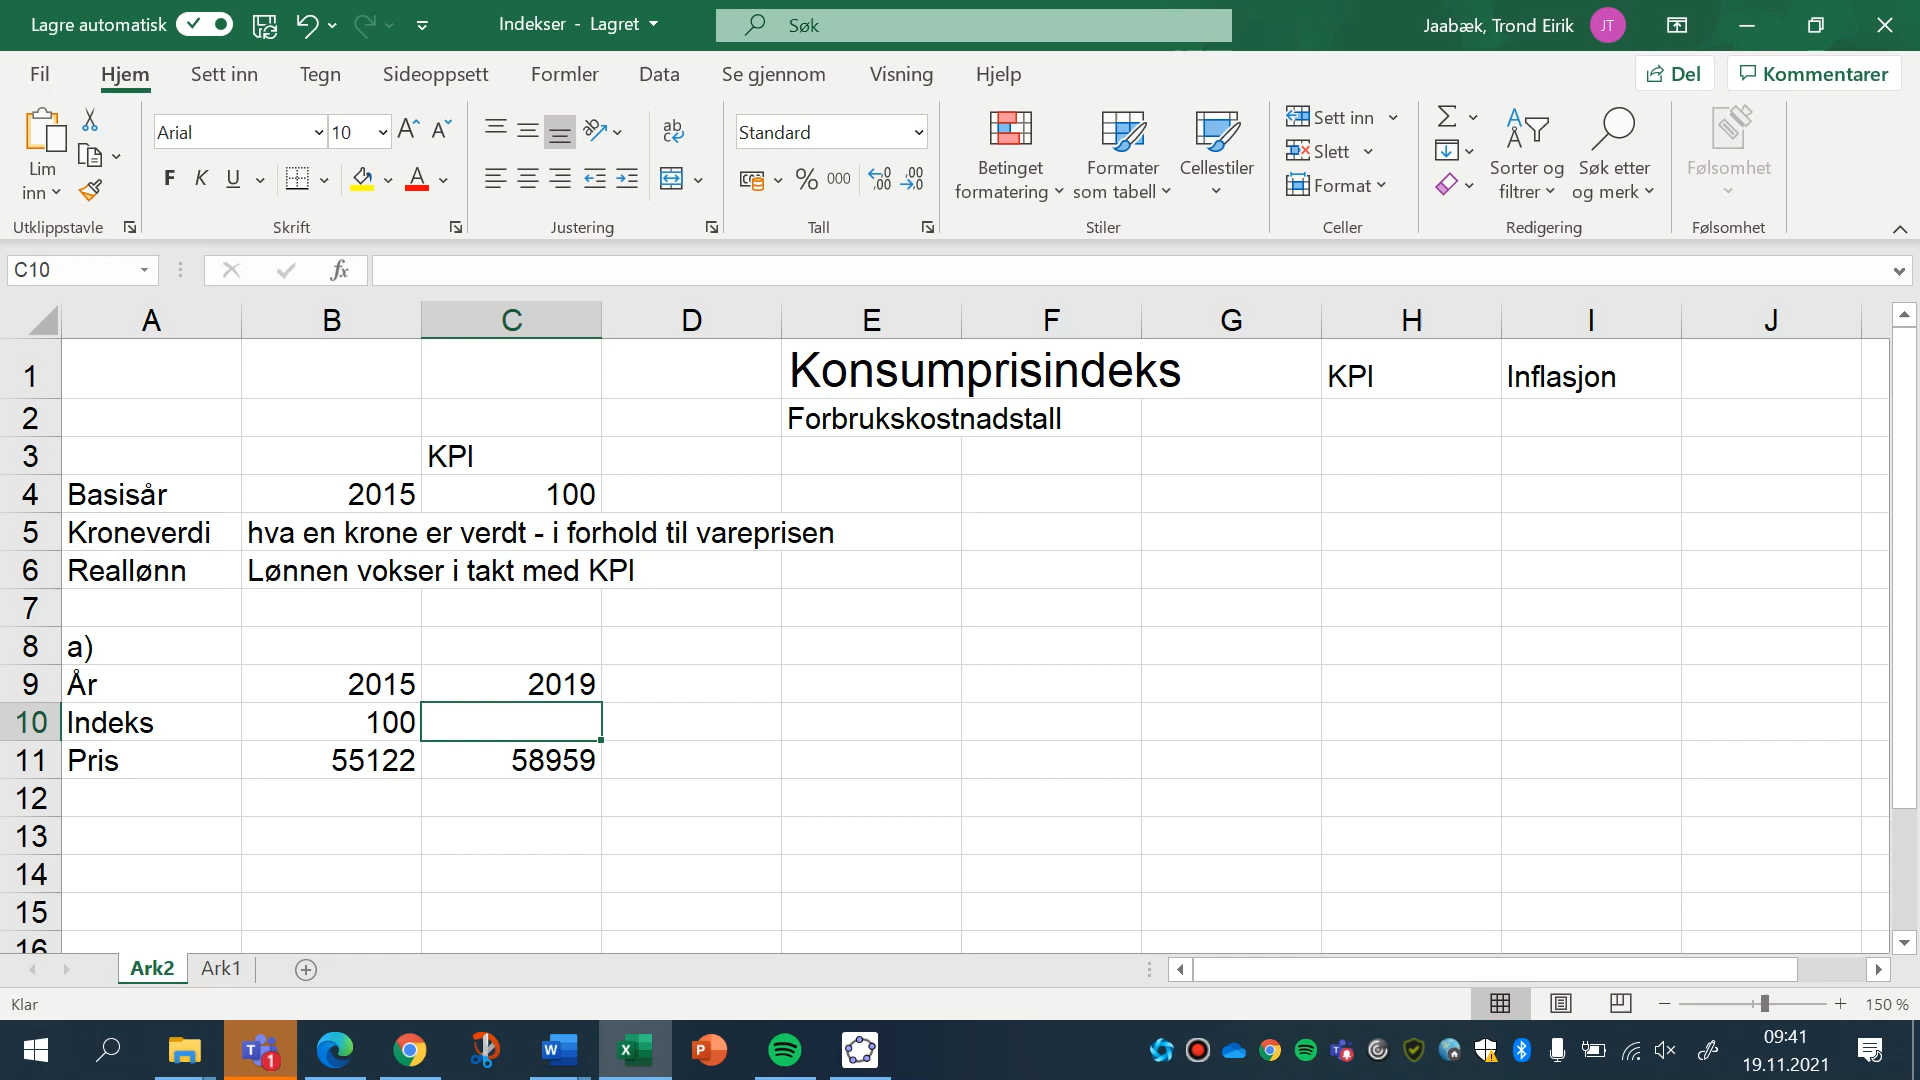 Lagre automatisk
Indekser - Lagret
Søk
Jaabæk, Trond Eirik
JT
Fil
Hjem
Sett inn
Tegn
Sideoppsett
Formler
Data
Se gjennom
Visning
Hjelp
Del
Kommentarer
Lim inn
Arial
10
F K U
ab
Standard
% 000
Betinget formatering
Formater som tabell
Cellestiler
Sett inn
Slett
Format
Sorter og filtrer
Søk etter og merk
Følsomhet
Utklippstavle
Skrift
Justering
Tall
Stiler
Celler
Redigering
Følsomhet
C10
fx
A B C D E F G H I J
1 Konsumprisindeks KPI Inflasjon
2 Forbrukskostnadstall
3 KPI
4 Basisår 2015 100
5 Kroneverdi hva en krone er verdt - i forhold til vareprisen
6 Reallønn Lønnen vokser i takt med KPI
7
8 a)
9 År 2015 2019
10 Indeks 100
11 Pris 55122 58959
12
13
14
15
16
Ark2
Ark1
Klar
150 %
09:41
19.11.2021